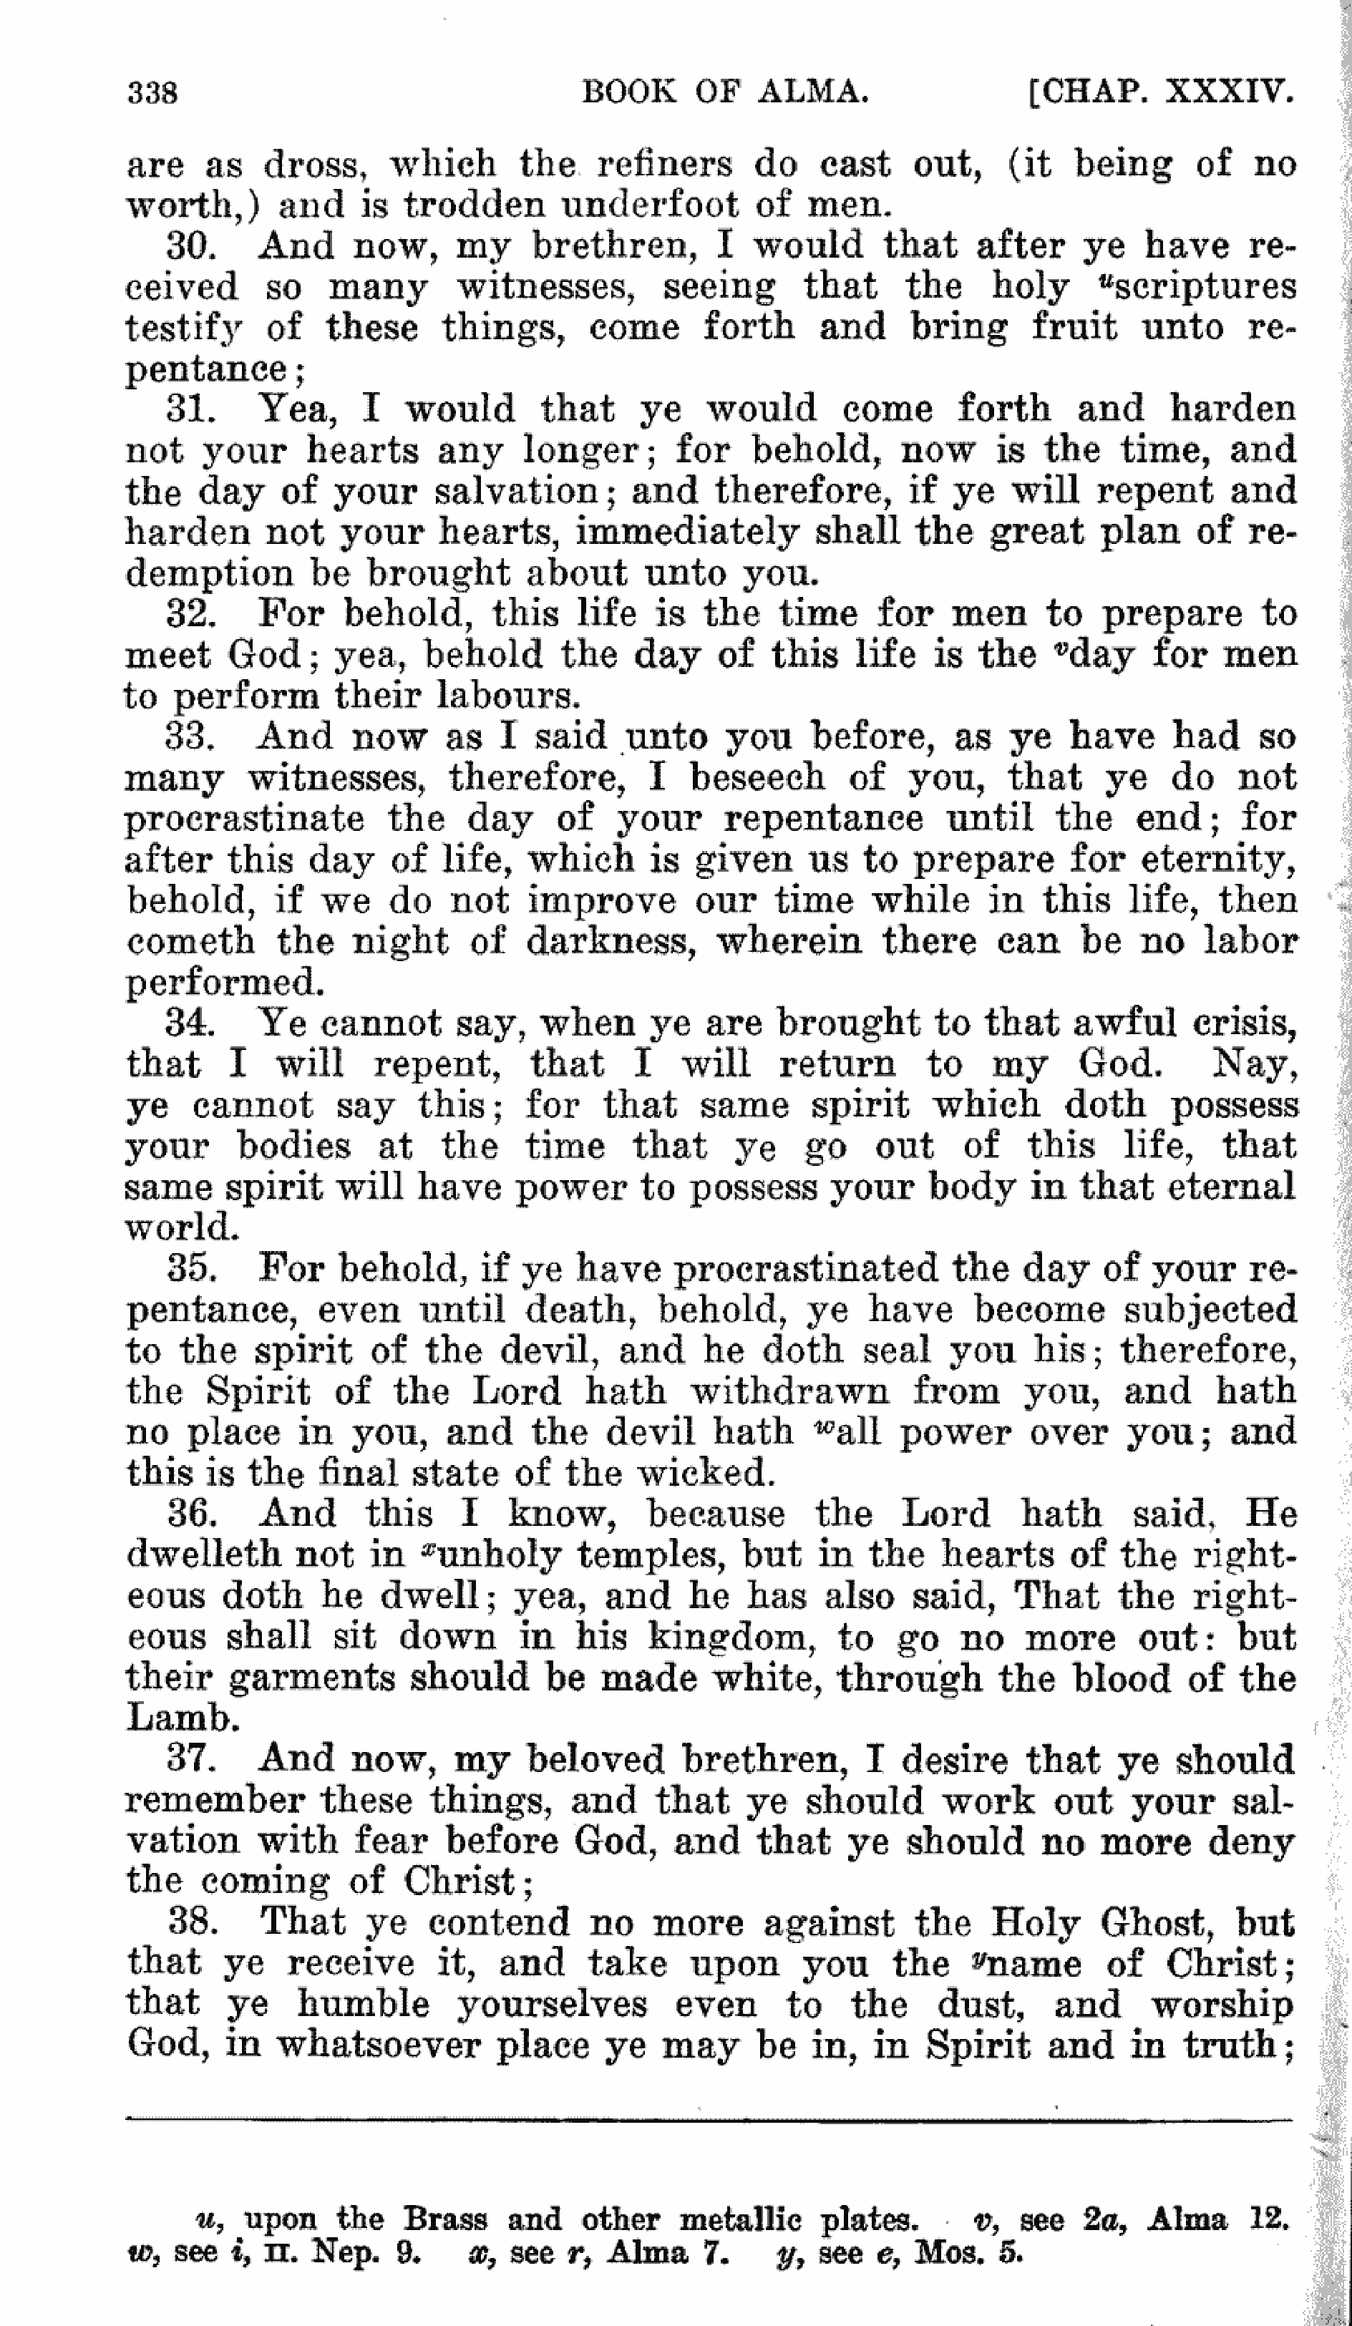 338 BOOK OF ALMA. [CHAP. XXXIV.
are as dross, which the refiners do cast out, (it being of no
worth,) and is trodden underfoot of men.
30. And now, my brethren, I would that after ye have re-
ceived so many witnesses, seeing that the holy uscriptures
testify of these things, come forth and bring fruit unto re-
pentance;
31. Yea, I would that ye would come forth and harden
not your hearts any longer; for behold, now is the time, and
the day of your salvation; and therefore, if ye will repent and
harden not your hearts, immediately shall the great plan of re-
demption be brought about unto you.
32. For behold, this life is the time for men to prepare to
meet God; yea, behold the day of this life is the vday for men
to perform their labours.
33. And now as I said unto you before, as ye have had so
many witnesses, therefore, I beseech of you, that ye do not
procrastinate the day of your repentance until the end; for
after this day of life, which is given us to prepare for eternity,
behold, if we do not improve our time while in this life, then
cometh the night of darkness, wherein there can be no labor
performed.
34. Ye cannot say, when ye are brought to that awful crisis,
that I will repent, that I will return to my God. Nay,
ye cannot say this; for that same spirit which doth possess
your bodies at the time that ye go out of this life, that
same spirit will have power to possess your body in that eternal
world.
35. For behold, if ye have procrastinated the day of your re-
pentance, even until death, behold, ye have become subjected
to the spirit of the devil, and he doth seal you his; therefore,
the Spirit of the Lord hath withdrawn from you, and hath
no place in you, and the devil hath wall power over you; and
this is the final state of the wicked.
36. And this I know, because the Lord hath said, He
dwelleth not in xunholy temples, but in the hearts of the right-
eous doth he dwell; yea, and he has also said, That the right-
eous shall sit down in his kingdom, to go no more out: but
their garments should be made white, through the blood of the
Lamb.
37. And now, my beloved brethren, I desire that ye should
remember these things, and that ye should work out your sal-
vation with fear before God, and that ye should no more deny
the coming of Christ;
38. That ye contend no more against the Holy Ghost, but
that ye receive it, and take upon you the yname of Christ;
that ye humble yourselves even to the dust, and worship
God, in whatsoever place ye may be in, in Spirit and in truth;
u, upon the Brass and other metallic plates. v, see 2a, Alma 12.
w, see i, II. Nep. 9. x, see r, Alma 7. y, see e, Mos. 5.